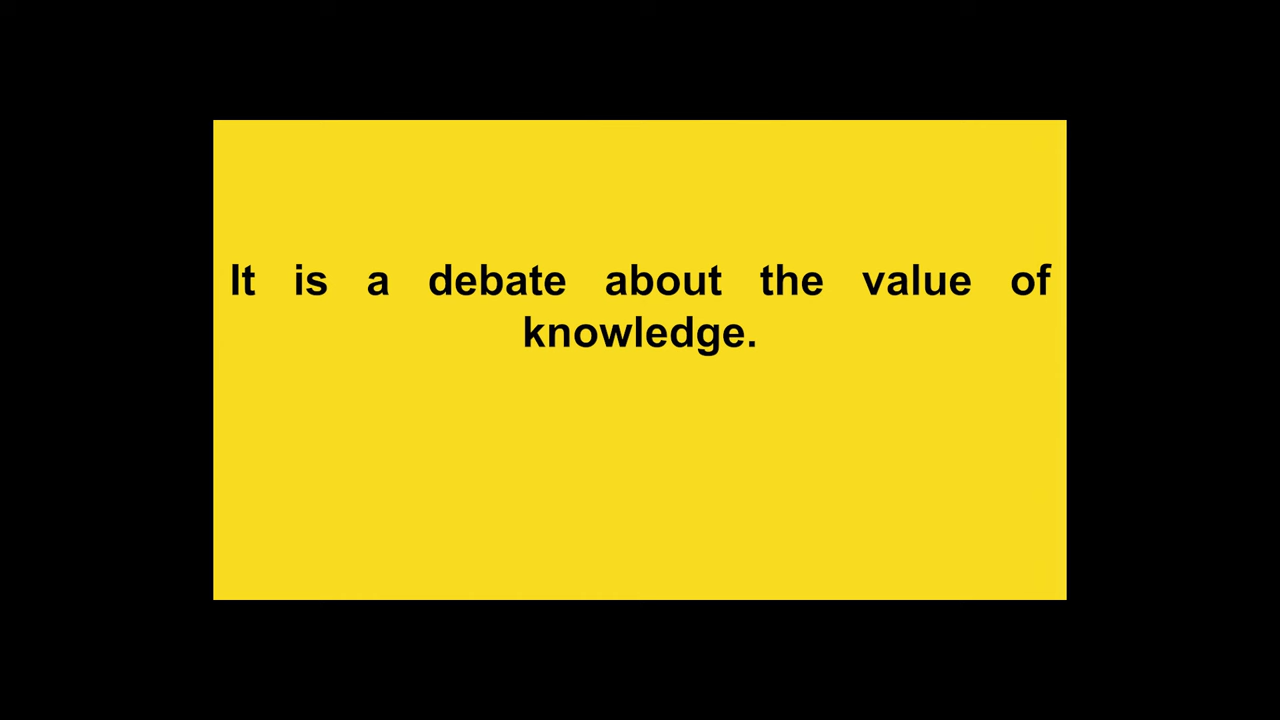 It is a debate about the value of
knowledge.